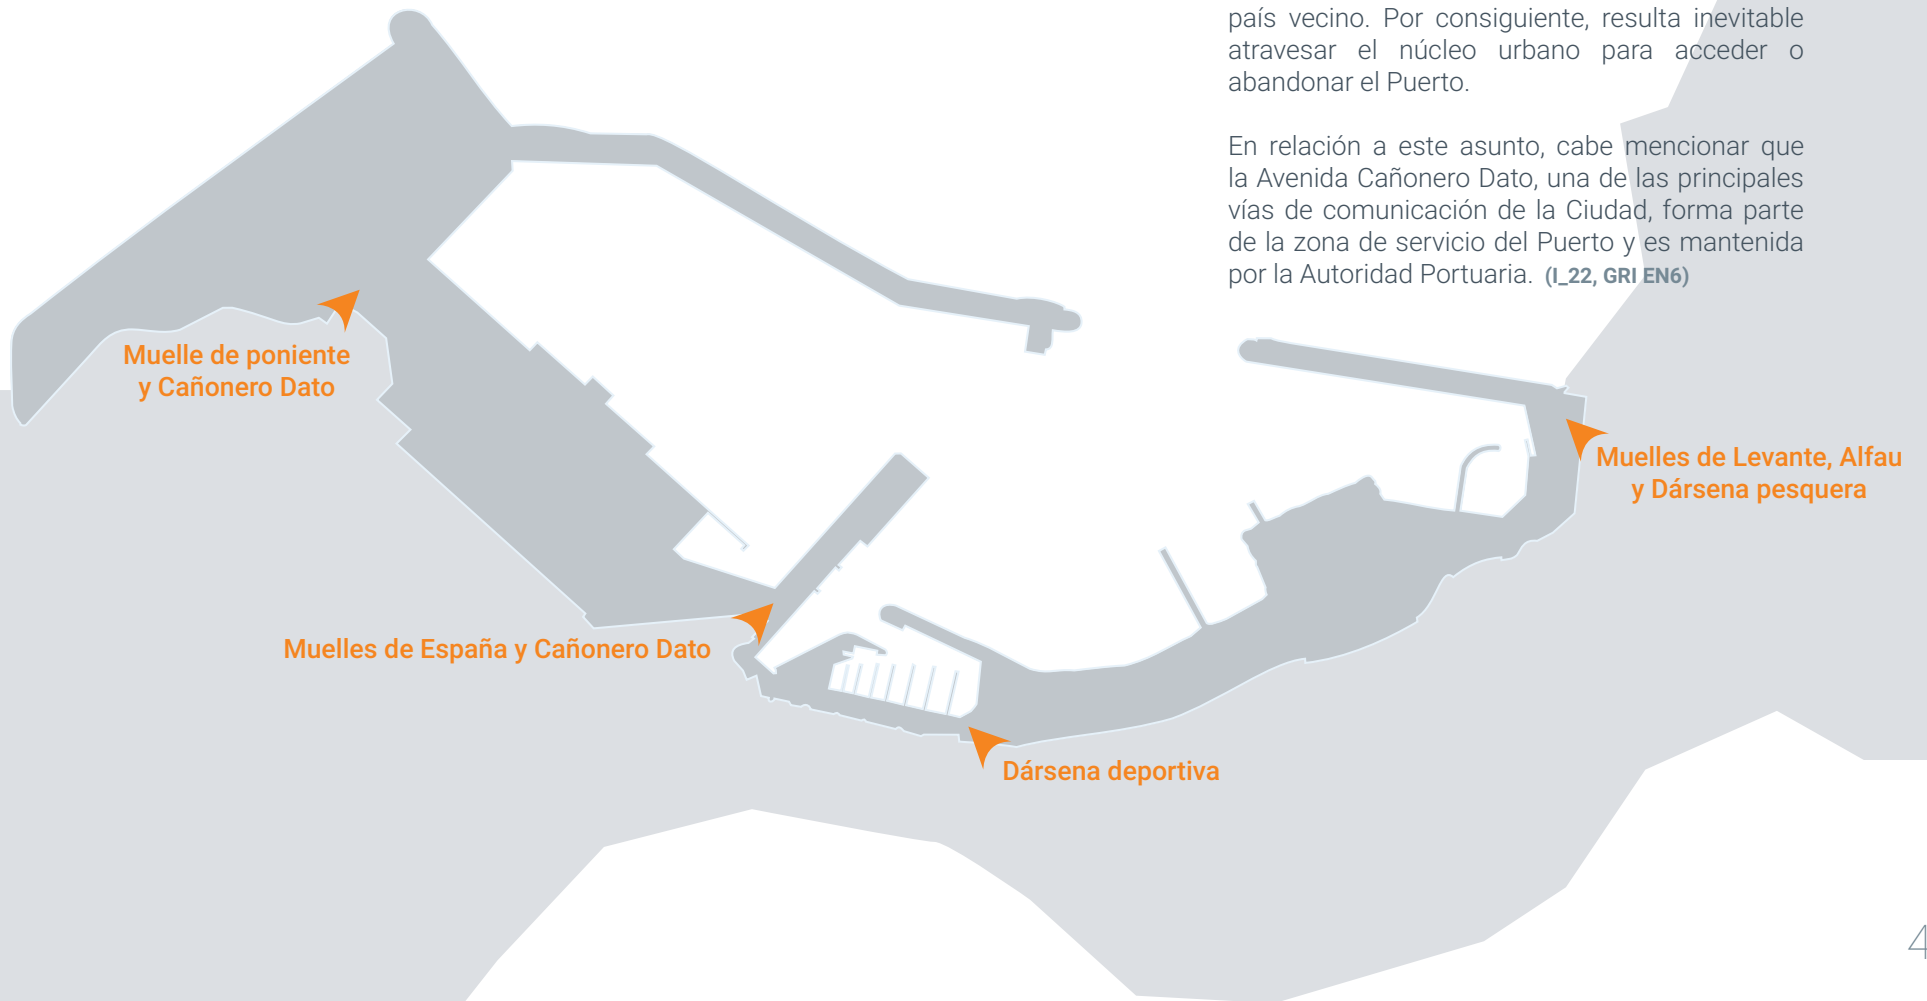 país vecino. Por consiguiente, resulta inevitable
atravesar el núcleo urbano para acceder o
abandonar el Puerto.
En relación a este asunto, cabe mencionar que
la Avenida Cañonero Dato, una de las principales
vías de comunicación de la Ciudad, forma parte
de la zona de servicio del Puerto y es mantenida
por la Autoridad Portuaria. (I_22, GRI EN6)
Muelle de poniente
y Cañonero Dato
Muelles de Levante, Alfau
y Dársena pesquera
Muelles de España y Cañonero Dato
Dársena deportiva
4